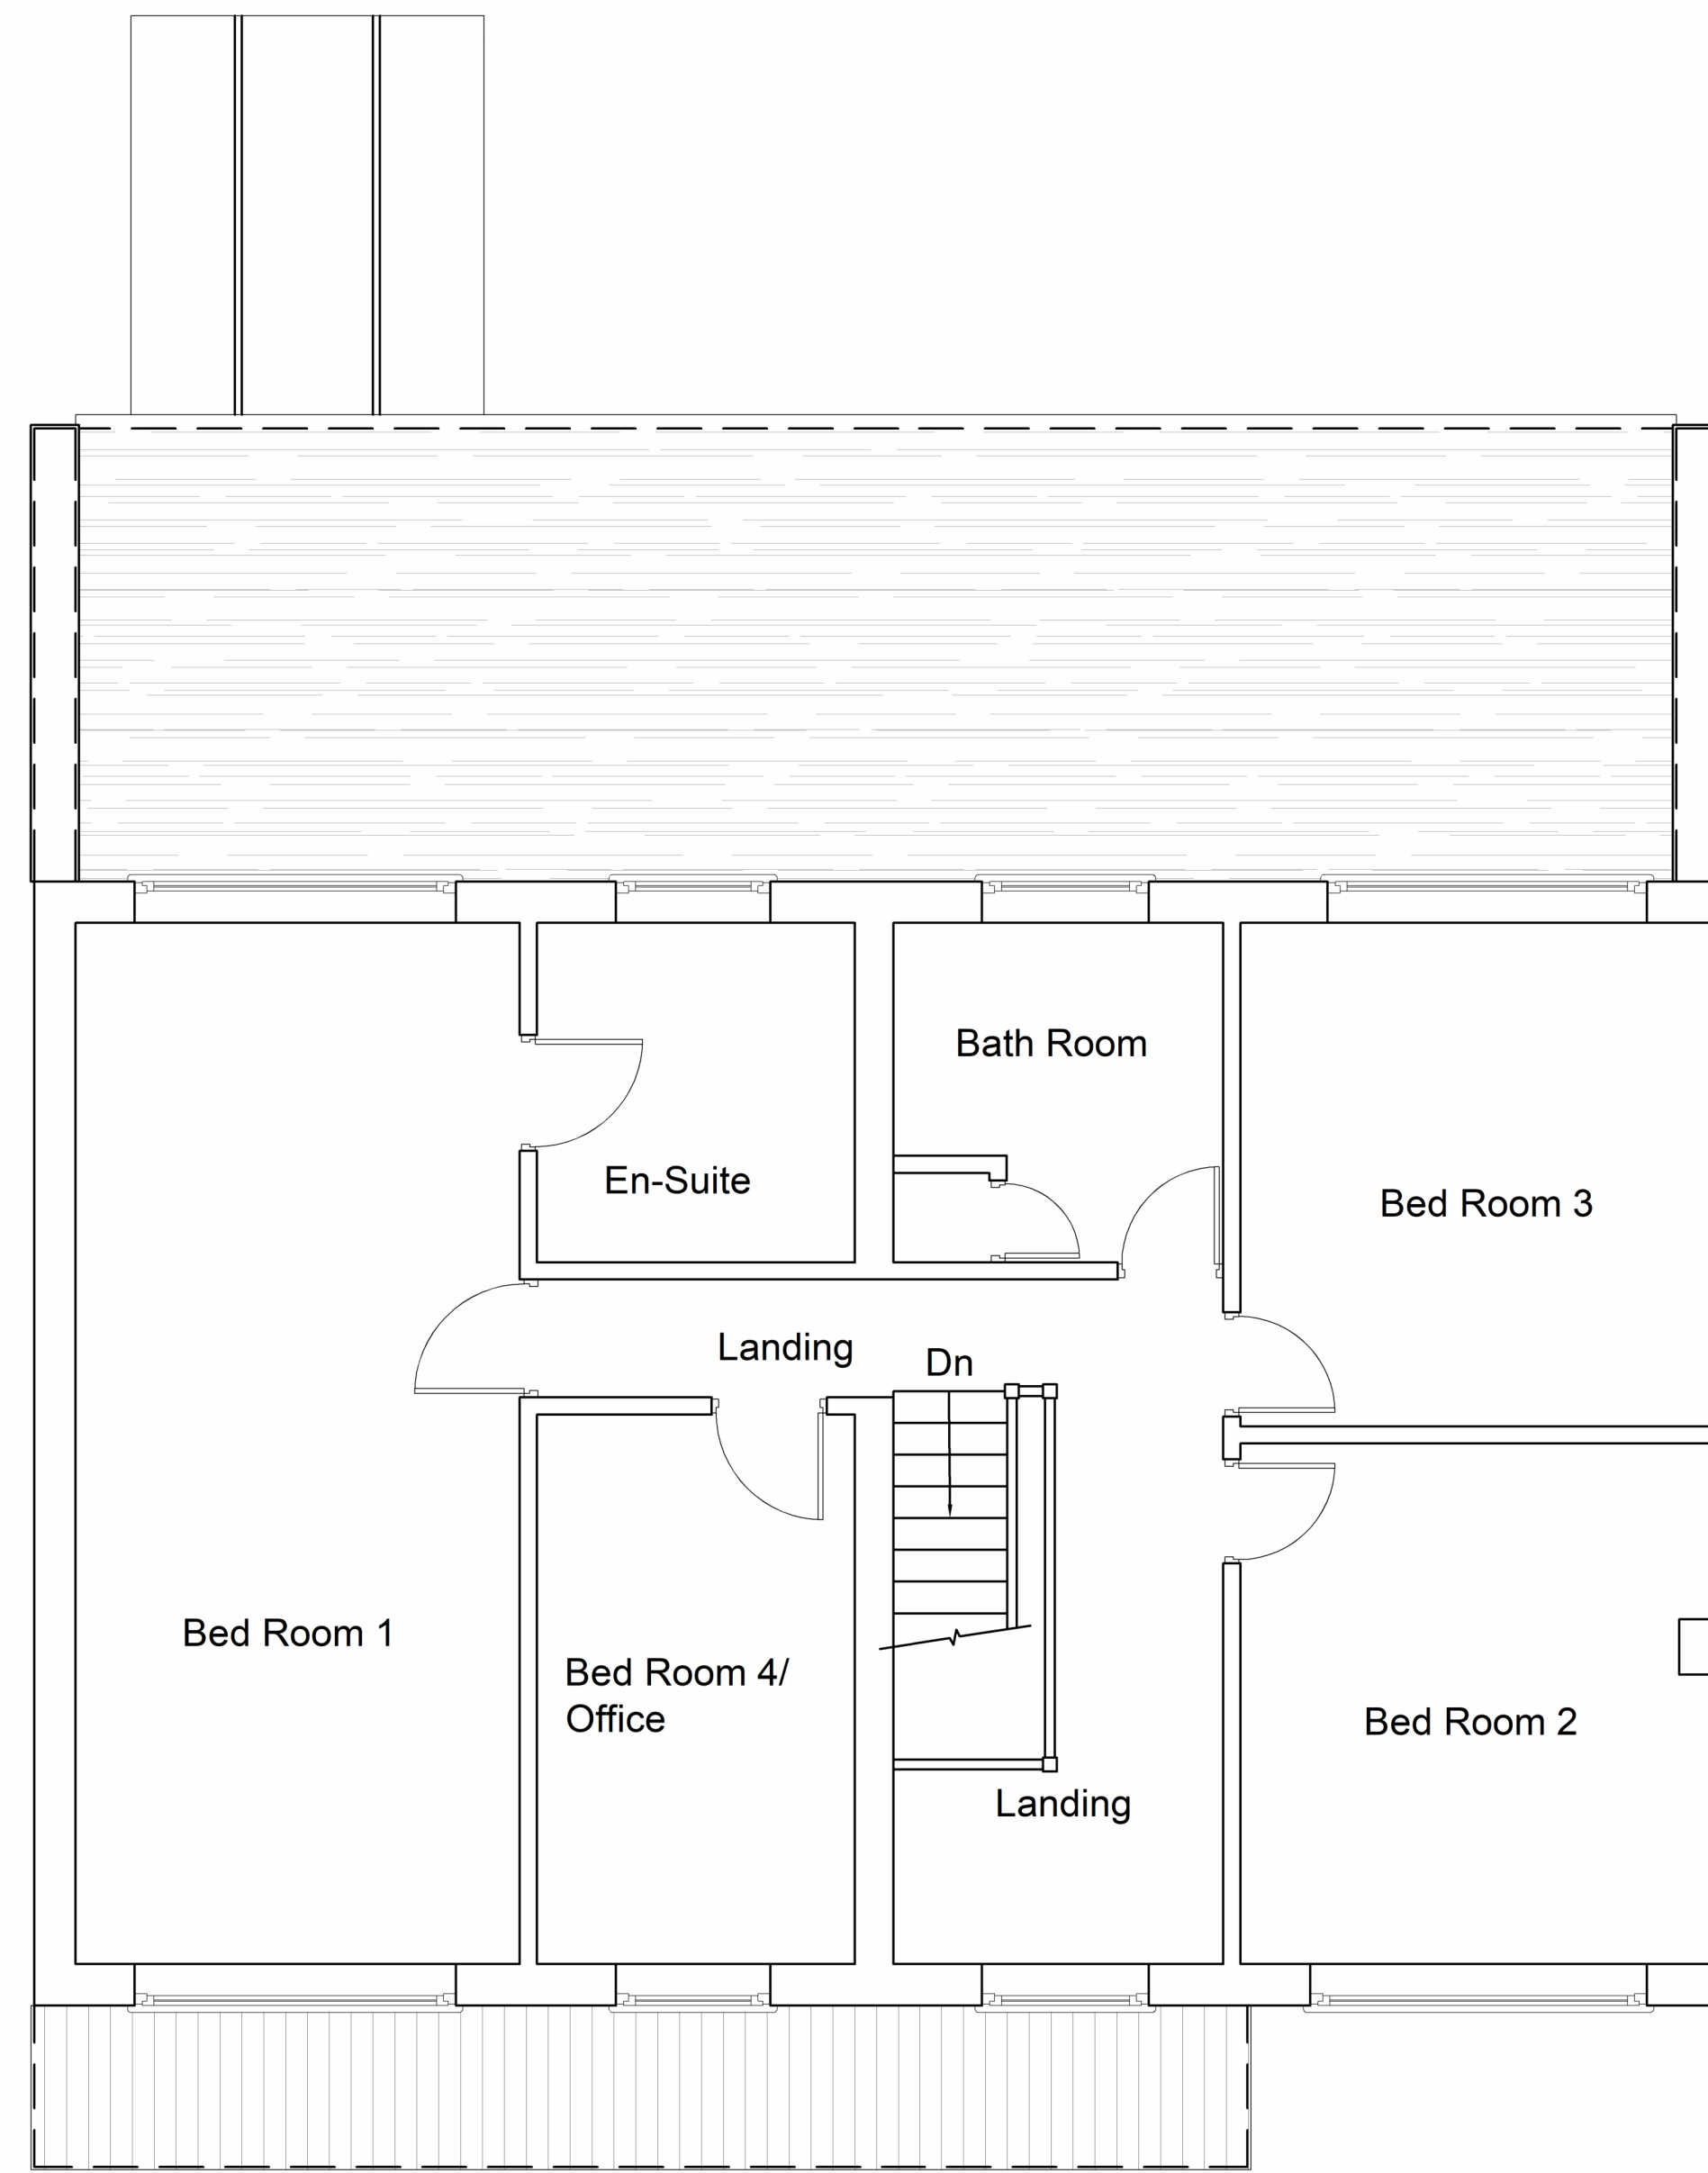 Bath Room
En-Suite
Bed Room 3
Landing
Dn
Bed Room 1
Bed Room 4/
Office
Bed Room 2
Landing